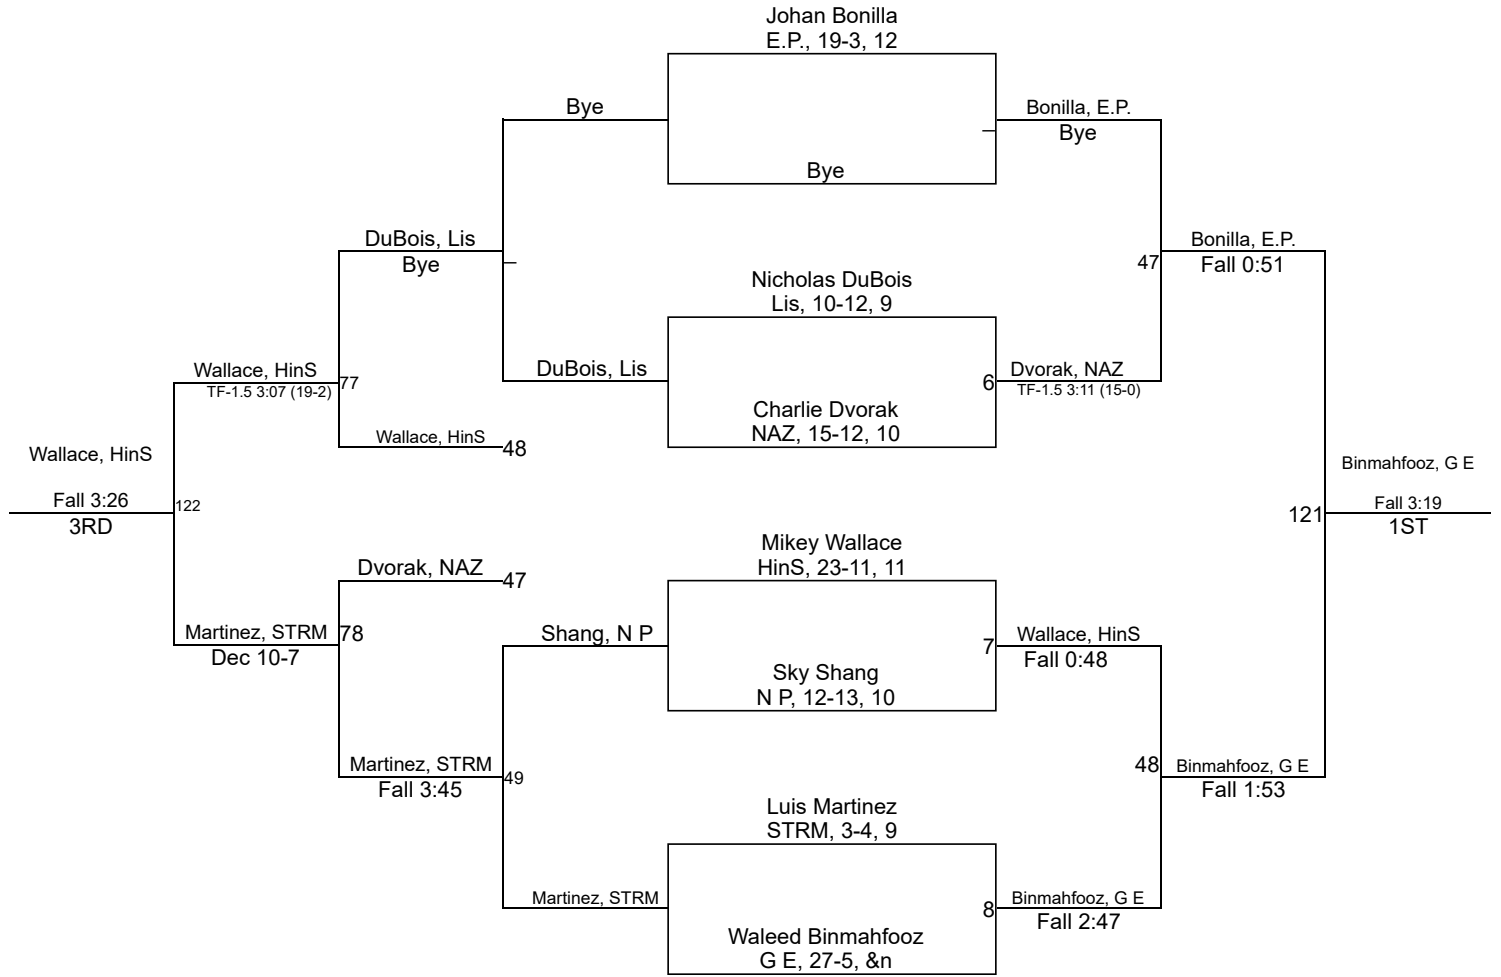 Johan Bonilla
E.P., 19-3, 12
Bye
Bonilla, E.P.
Bye
Bye
DuBois, Lis
Bye
Bonilla, E.P.
Fall 0:51
47
Nicholas DuBois
Lis, 10-12, 9
DuBois, Lis
Dvorak, NAZ
6
TF-1.5 3:11 (15-0)
Wallace, HinS
77
TF-1.5 3:07 (19-2)
Charlie Dvorak
NAZ, 15-12, 10
Wallace, HinS
48
Wallace, HinS
Binmahfooz, G E
Fall 3:26
122
3RD
Fall 3:19
121
1ST
Mikey Wallace
HinS, 23-11, 11
Dvorak, NAZ
47
Martinez, STRM
78
Dec 10-7
Shang, N P
7
Wallace, HinS
Fall 0:48
Sky Shang
N P, 12-13, 10
Martinez, STRM
49
Fall 3:45
48
Binmahfooz, G E
Fall 1:53
Luis Martinez
STRM, 3-4, 9
Martinez, STRM
8
Binmahfooz, G E
Fall 2:47
Waleed Binmahfooz
G E, 27-5, &n